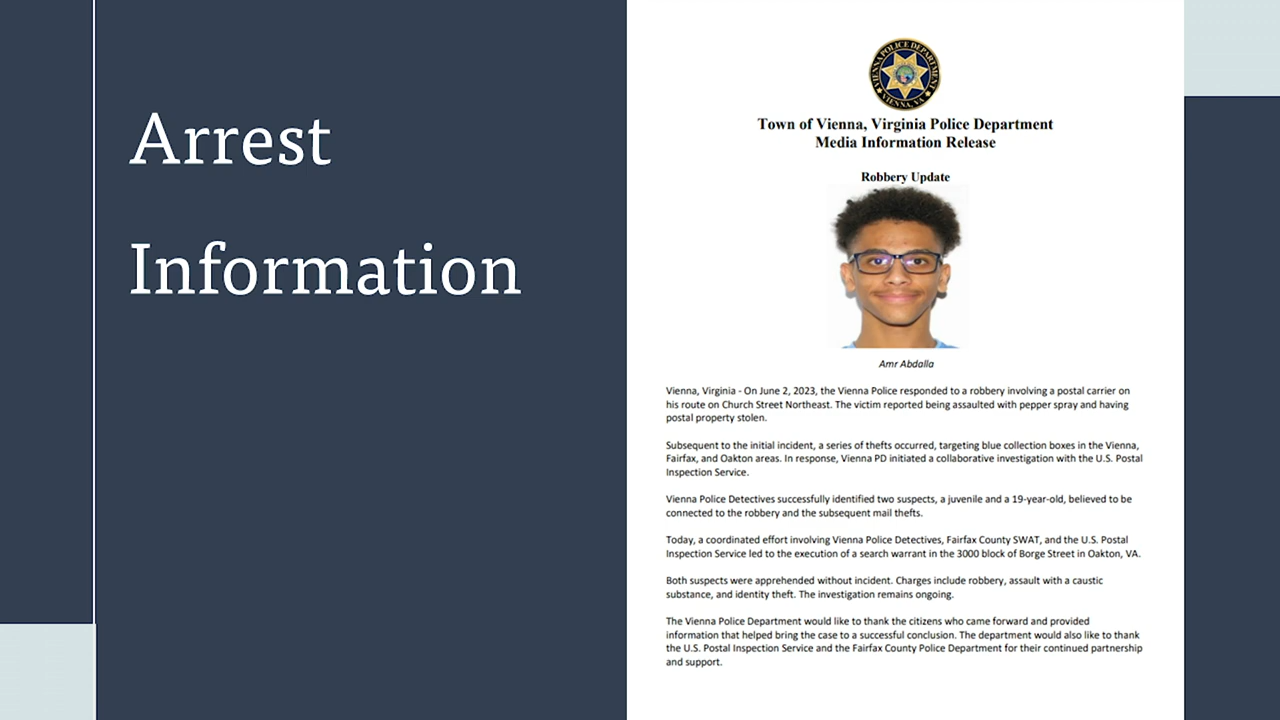 Arrest
Information
VIENNA POLICE DEPARTMENT
VIENNA, VA.
Town of Vienna, Virginia Police Department
Media Information Release
Robbery Update
Amr Abdalla
Vienna, Virginia - On June 2, 2023, the Vienna Police responded to a robbery involving a postal carrier on
his route on Church Street Northeast. The victim reported being assaulted with pepper spray and having
postal property stolen.
Subsequent to the initial incident, a series of thefts occurred, targeting blue collection boxes in the Vienna,
Fairfax, and Oakton areas. In response, Vienna PD initiated a collaborative investigation with the U.S. Postal
Inspection Service.
Vienna Police Detectives successfully identified two suspects, a juvenile and a 19-year-old, believed to be
connected to the robbery and the subsequent mail thefts.
Today, a coordinated effort involving Vienna Police Detectives, Fairfax County SWAT, and the U.S. Postal
Inspection Service led to the execution of a search warrant in the 3000 block of Borge Street in Oakton, VA.
Both suspects were apprehended without incident. Charges include robbery, assault with a caustic
substance, and identity theft. The investigation remains ongoing.
The Vienna Police Department would like to thank the citizens who came forward and provided
information that helped bring the case to a successful conclusion. The department would also like to thank
the U.S. Postal Inspection Service and the Fairfax County Police Department for their continued partnership
and support.